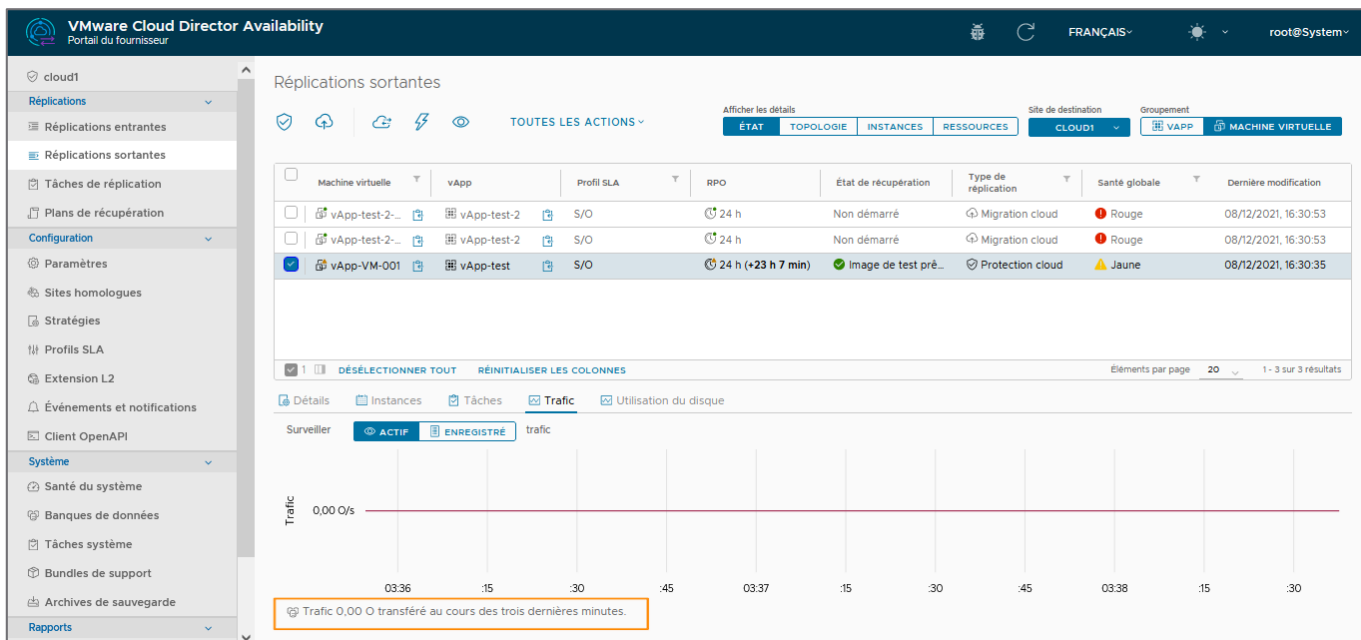 VMware Cloud Director Availability
Portail du fournisseur
FRANÇAIS
root@System
cloud1
Réplications
Réplications entrantes
Réplications sortantes
Tâches de réplication
Plans de récupération
Configuration
Paramètres
Sites homologues
Stratégies
Profils SLA
Extension L2
Événements et notifications
Client OpenAPI
Système
Santé du système
Banques de données
Tâches système
Bundles de support
Archives de sauvegarde
Rapports
Réplications sortantes
TOUTES LES ACTIONS
Afficher les détails
ÉTAT TOPOLOGIE INSTANCES RESSOURCES
Site de destination
CLOUD1
Groupement
VAPP MACHINE VIRTUELLE
Machine virtuelle vApp Profil SLA RPO État de récupération Type de réplication Santé globale Dernière modification
vApp-test-2-... vApp-test-2 S/O 24 h Non démarré Migration cloud Rouge 08/12/2021, 16:30:53
vApp-test-2-... vApp-test-2 S/O 24 h Non démarré Migration cloud Rouge 08/12/2021, 16:30:53
vApp-VM-001 vApp-test S/O 24 h (+23 h 7 min) Image de test prê... Protection cloud Jaune 08/12/2021, 16:30:35
1 DÉSÉLECTIONNER TOUT RÉINITIALISER LES COLONNES Éléments par page 20 1 - 3 sur 3 résultats
Détails Instances Tâches Trafic Utilisation du disque
Surveiller ACTIF ENREGISTRÉ trafic
Trafic
0,00 O/s
03:36 :15 :30 :45 03:37 :15 :30 :45 03:38 :15 :30
Trafic 0,00 O transféré au cours des trois dernières minutes.